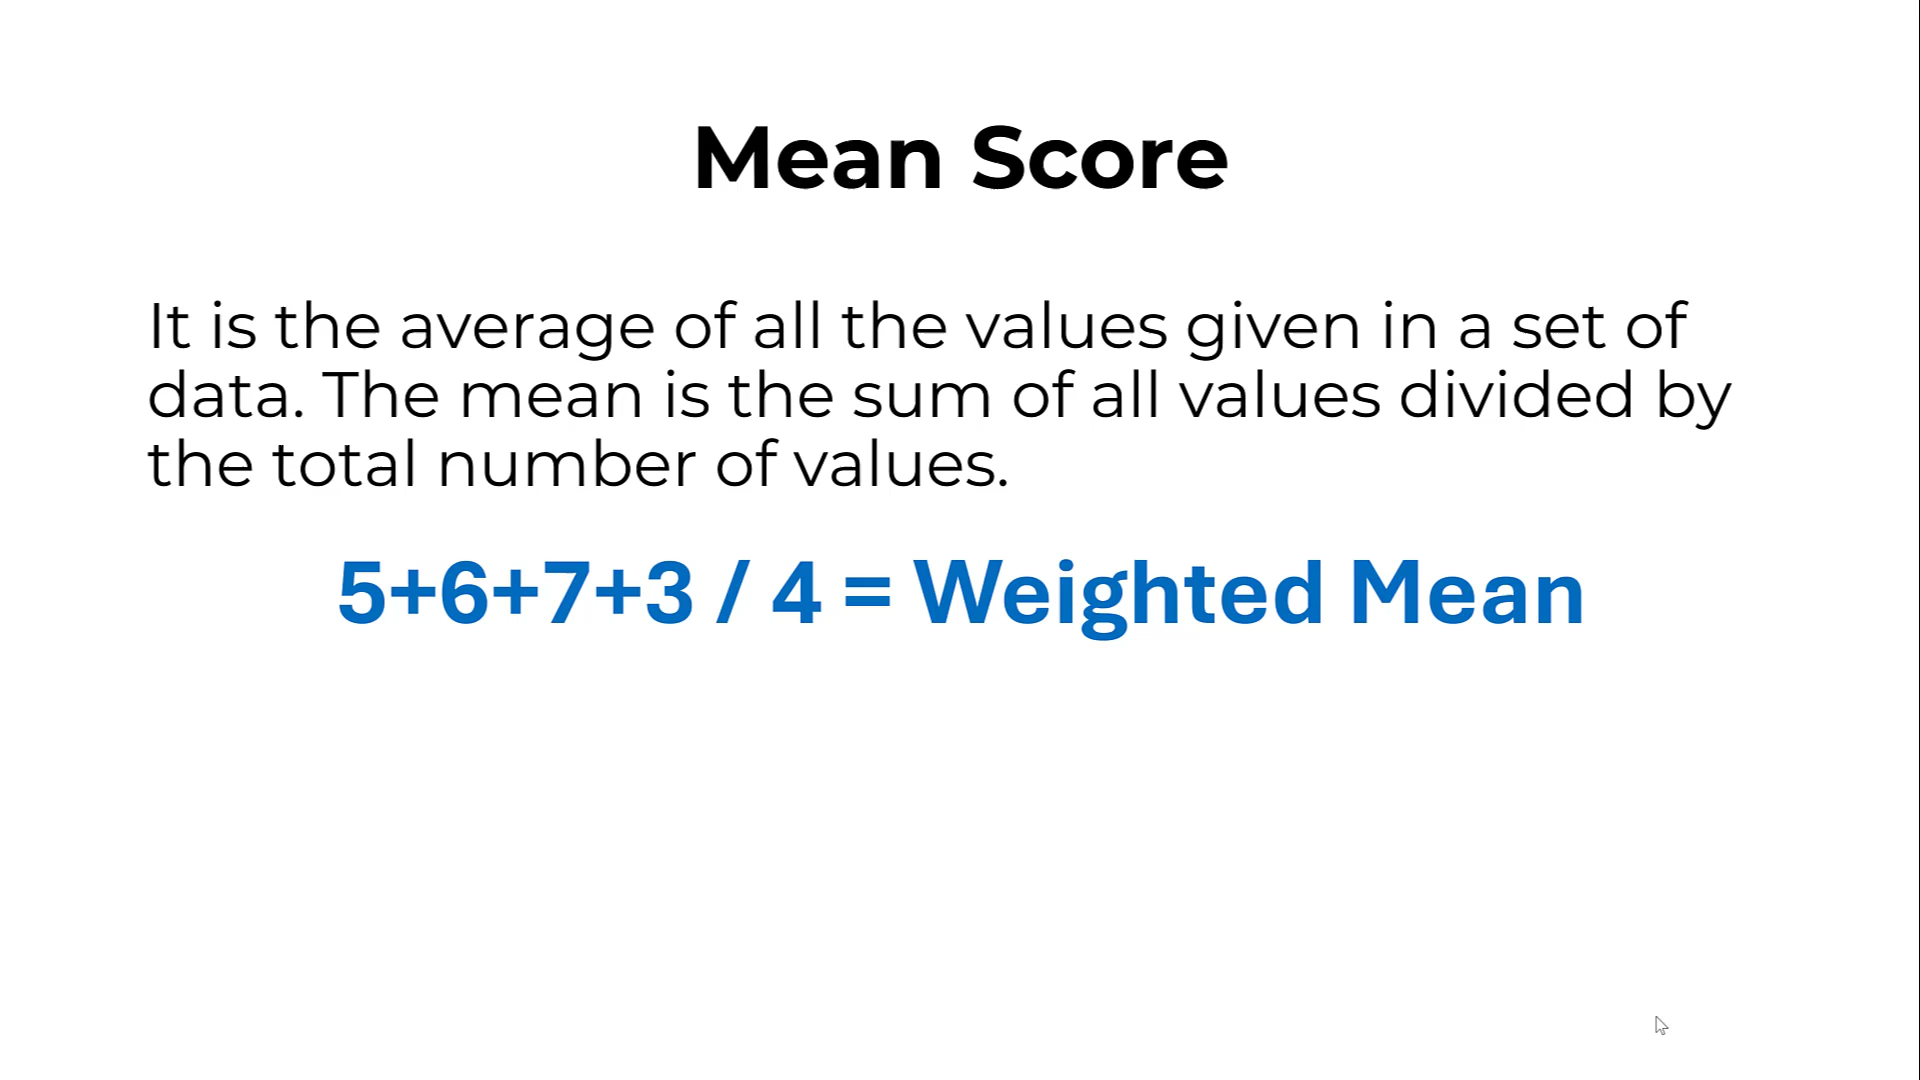 Mean Score
It is the average of all the values given in a set of
data. The mean is the sum of all values divided by
the total number of values.
5+6+7+3 / 4 = Weighted Mean